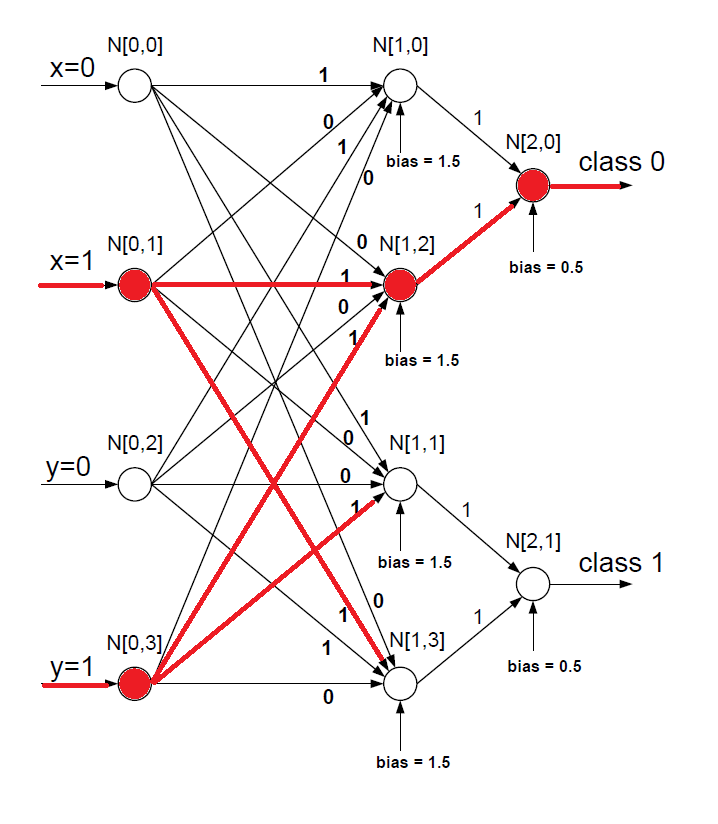 N[0,0]
N[1,0]
x=0
1
0
1
1
N[2,0]
bias = 1.5
class 0
0
1
N[0,1]
0
N[1,2]
x=1
1
bias = 0.5
0
1
bias = 1.5
1
N[0,2]
0
N[1,1]
y=0
0
1
1
N[2,1]
bias = 1.5
class 1
0
1
1
N[0,3]
1
N[1,3]
y=1
bias = 0.5
0
bias = 1.5